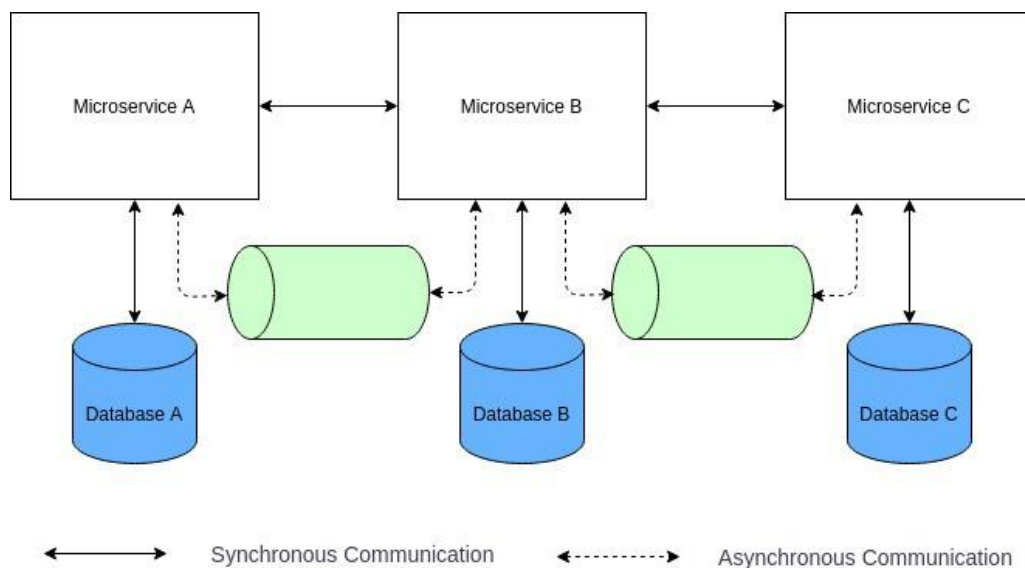 Microservice A
Microservice B
Microservice C
Database A
Database B
Database C
Synchronous Communication
Asynchronous Communication